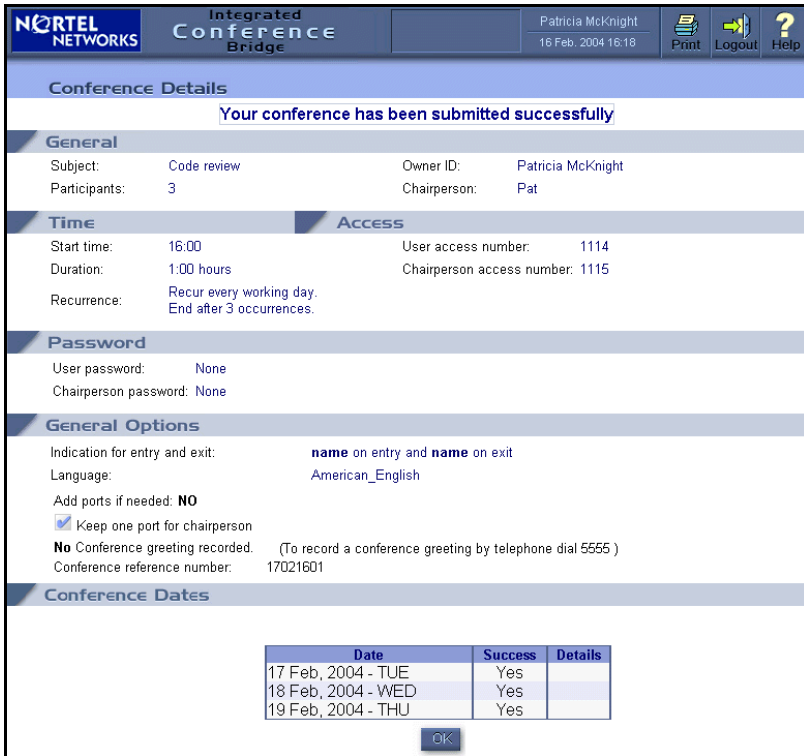 NORTEL NETWORKS
Integrated Conference Bridge
Patricia McKnight
16 Feb. 2004 16:18
Print Logout Help
Conference Details
Your conference has been submitted successfully
General
Subject: Code review Owner ID: Patricia McKnight
Participants: 3 Chairperson: Pat
Time Access
Start time: 16:00 User access number: 1114
Duration: 1:00 hours Chairperson access number: 1115
Recurrence: Recur every working day.
End after 3 occurrences.
Password
User password: None
Chairperson password: None
General Options
Indication for entry and exit: name on entry and name on exit
Language: American_English
Add ports if needed: NO
Keep one port for chairperson
No Conference greeting recorded. (To record a conference greeting by telephone dial 5555 )
Conference reference number: 17021601
Conference Dates
Date Success Details
17 Feb, 2004 - TUE Yes
18 Feb, 2004 - WED Yes
19 Feb, 2004 - THU Yes
OK